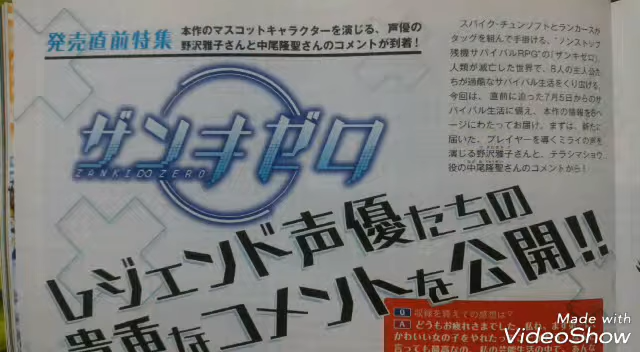 発売直前特集
本作のマスコットキャラクターを演じる、声優の
野沢雅子さんと中尾隆聖さんのコメントが到着!
スパイク・チュンソフトとランカースが
タッグを組んで手掛ける、"ノンストップ
残機サバイバルRPG"の『ザンキゼロ』。
人類が滅亡した世界で、8人の主人公た
ちが過酷なサバイバル生活をくり広げる。
今回は、直前に迫った7月5日からのサ
バイバル生活に備え、本作の情報を8ペ
ージにわたってお届け。まずは、新たに
届いた、プレイヤーを導くミライの声を
演じる野沢雅子さんと、テラシマショウ
役の中尾隆聖さんのコメントから!
ザンキゼロ
ZANKI ZERO
レジェンド声優たちの
貴重なコメントを公開!!
Q 収録を終えての感想は?
A どうもお疲れさまでした。
かわいい女の子をやれたっ
Made with
VideoShow